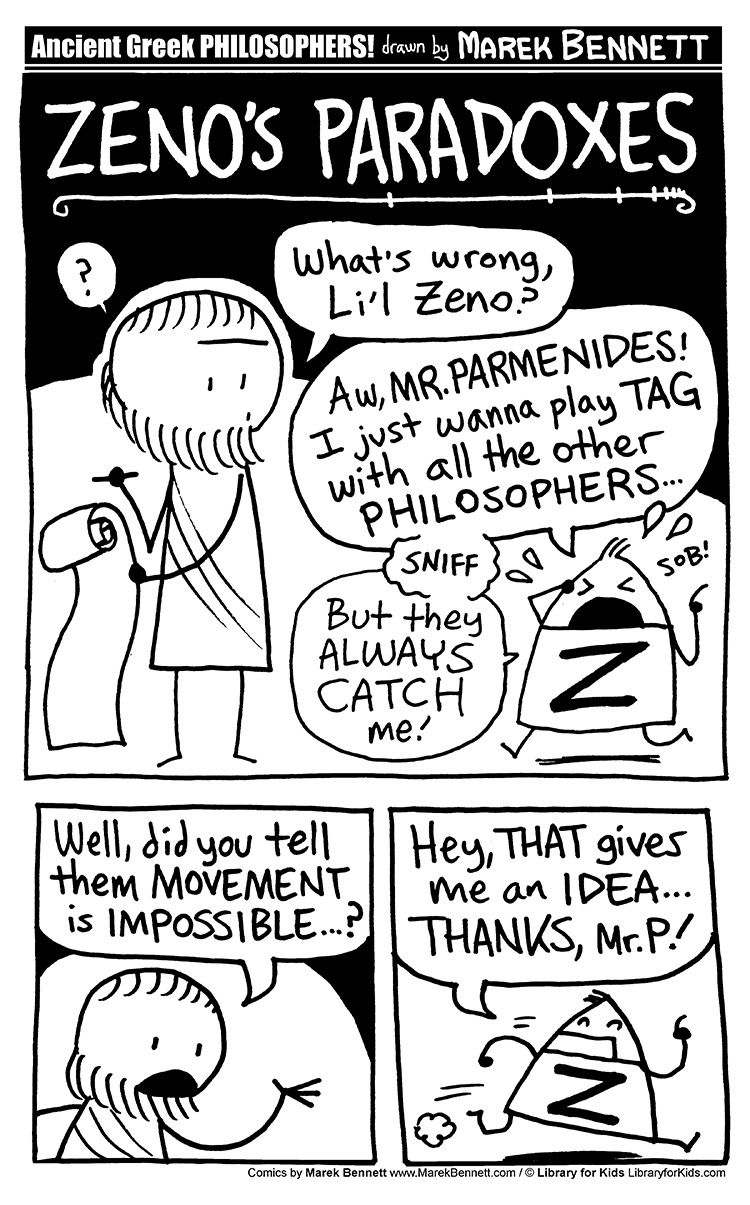 Ancient Greek PHILOSOPHERS! drawn by MAREK BENNETT
ZENO'S PARADOXES
?
What's wrong,
Li'l Zeno?
Aw, MR. PARMENIDES!
I just wanna play TAG
with all the other
PHILOSOPHERS...
SOB!
SNIFF
But they
ALWAYS
CATCH
me!
Z
Well, did you tell
them MOVEMENT
is IMPOSSIBLE...?
Hey, THAT gives
me an IDEA...
THANKS, Mr. P.!
Z
Comics by Marek Bennett www.MarekBennett.com / © Library for Kids LibraryforKids.com